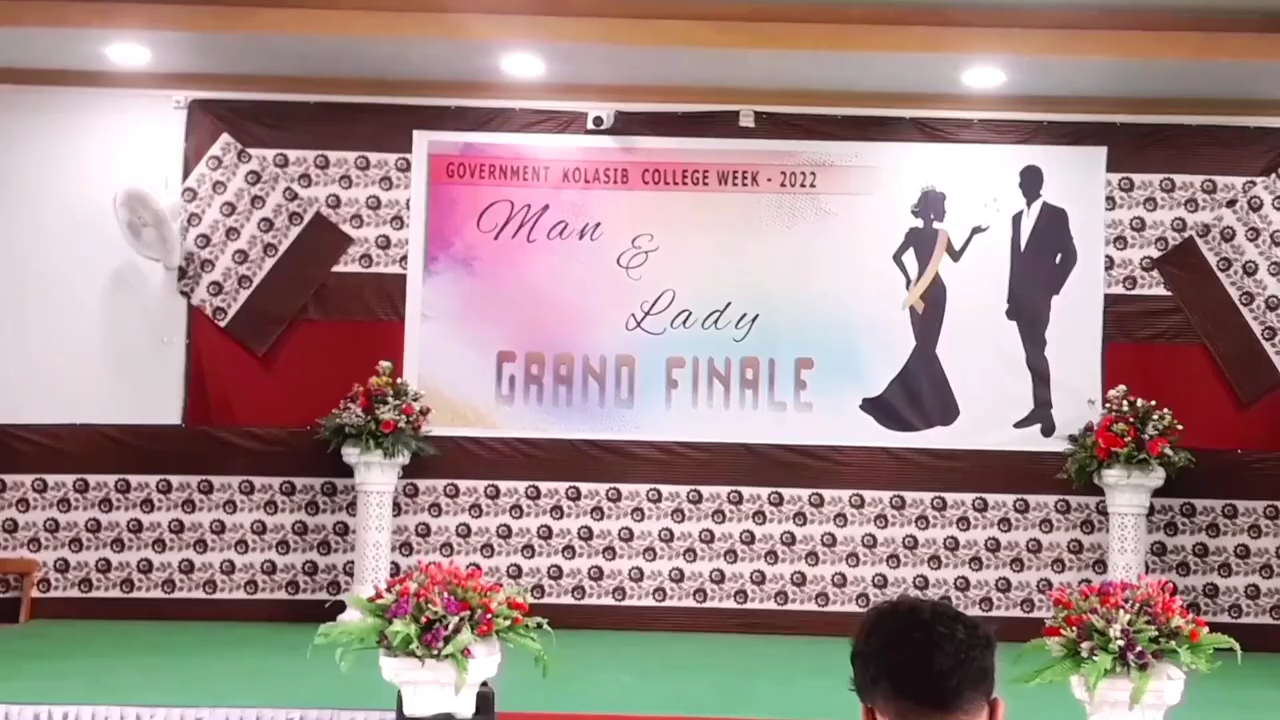 GOVERNMENT KOLASIB COLLEGE WEEK - 2022
Man
&
Lady
GRAND FINALE